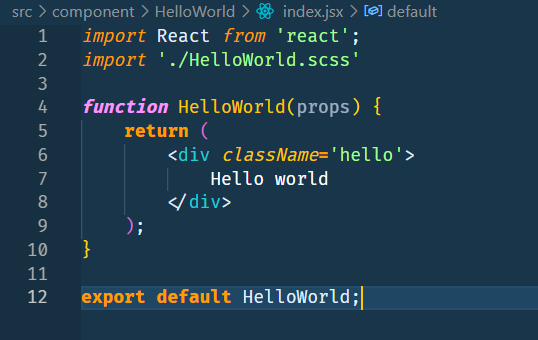 src > component > HelloWorld > index.jsx > default
1 import React from 'react';
2 import './HelloWorld.scss'
3
4 function HelloWorld(props) {
5     return (
6         <div className='hello'>
7             Hello world
8         </div>
9     );
10 }
11
12 export default HelloWorld;